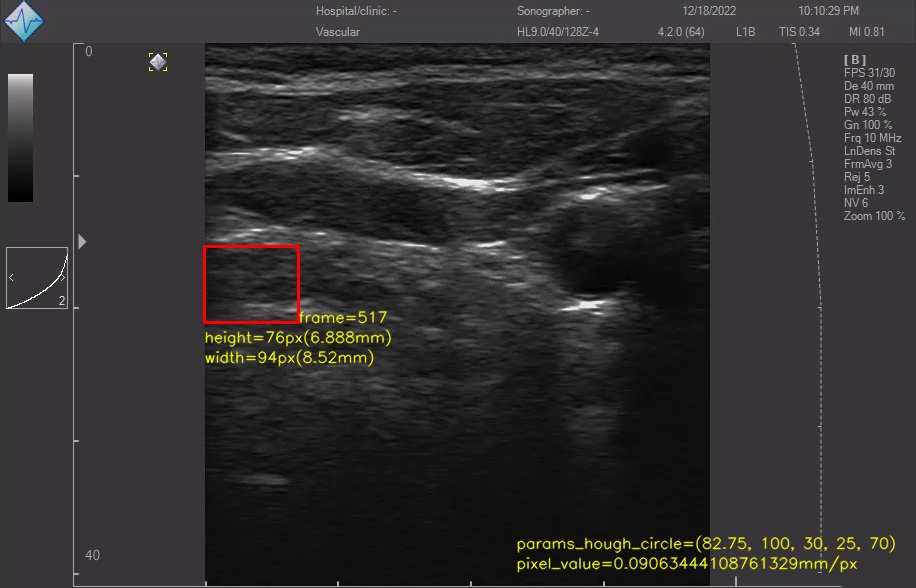 Hospital/clinic: - Sonographer: - 12/18/2022 10:10:29 PM
Vascular HL9.0/40/128Z-4 4.2.0 (64) L1B TIS 0.34 MI 0.81
0
[B]
FPS 31/30
De 40 mm
DR 80 dB
Pw 43 %
Gn 100 %
Frq 10 MHz
LnDens St
FrmAvg 3
Rej 5
ImEnh 3
NV 6
Zoom 100 %
2
frame=517
height=76px(6.888mm)
width=94px(8.52mm)
params_hough_circle=(82.75, 100, 30, 25, 70)
40
pixel_value=0.09063444108761329mm/px